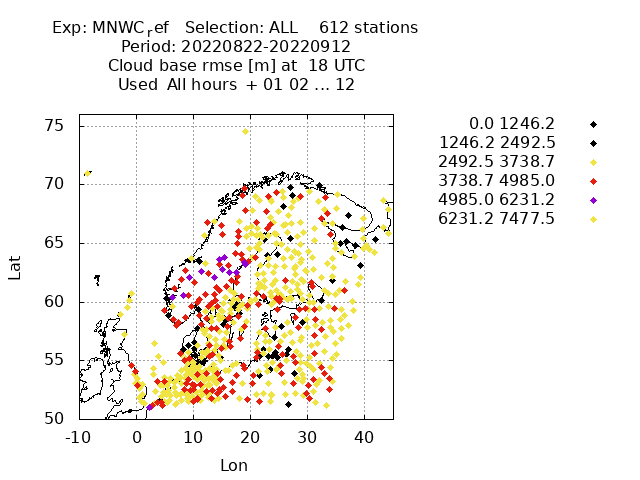 Exp: MNWCref   Selection: ALL    612 stations
Period: 20220822-20220912
Cloud base rmse [m] at  18 UTC
Used  All hours  + 01 02 ... 12
0.0 1246.2
1246.2 2492.5
2492.5 3738.7
3738.7 4985.0
4985.0 6231.2
6231.2 7477.5
75
70
65
60
55
50
Lat
-10 0 10 20 30 40
Lon